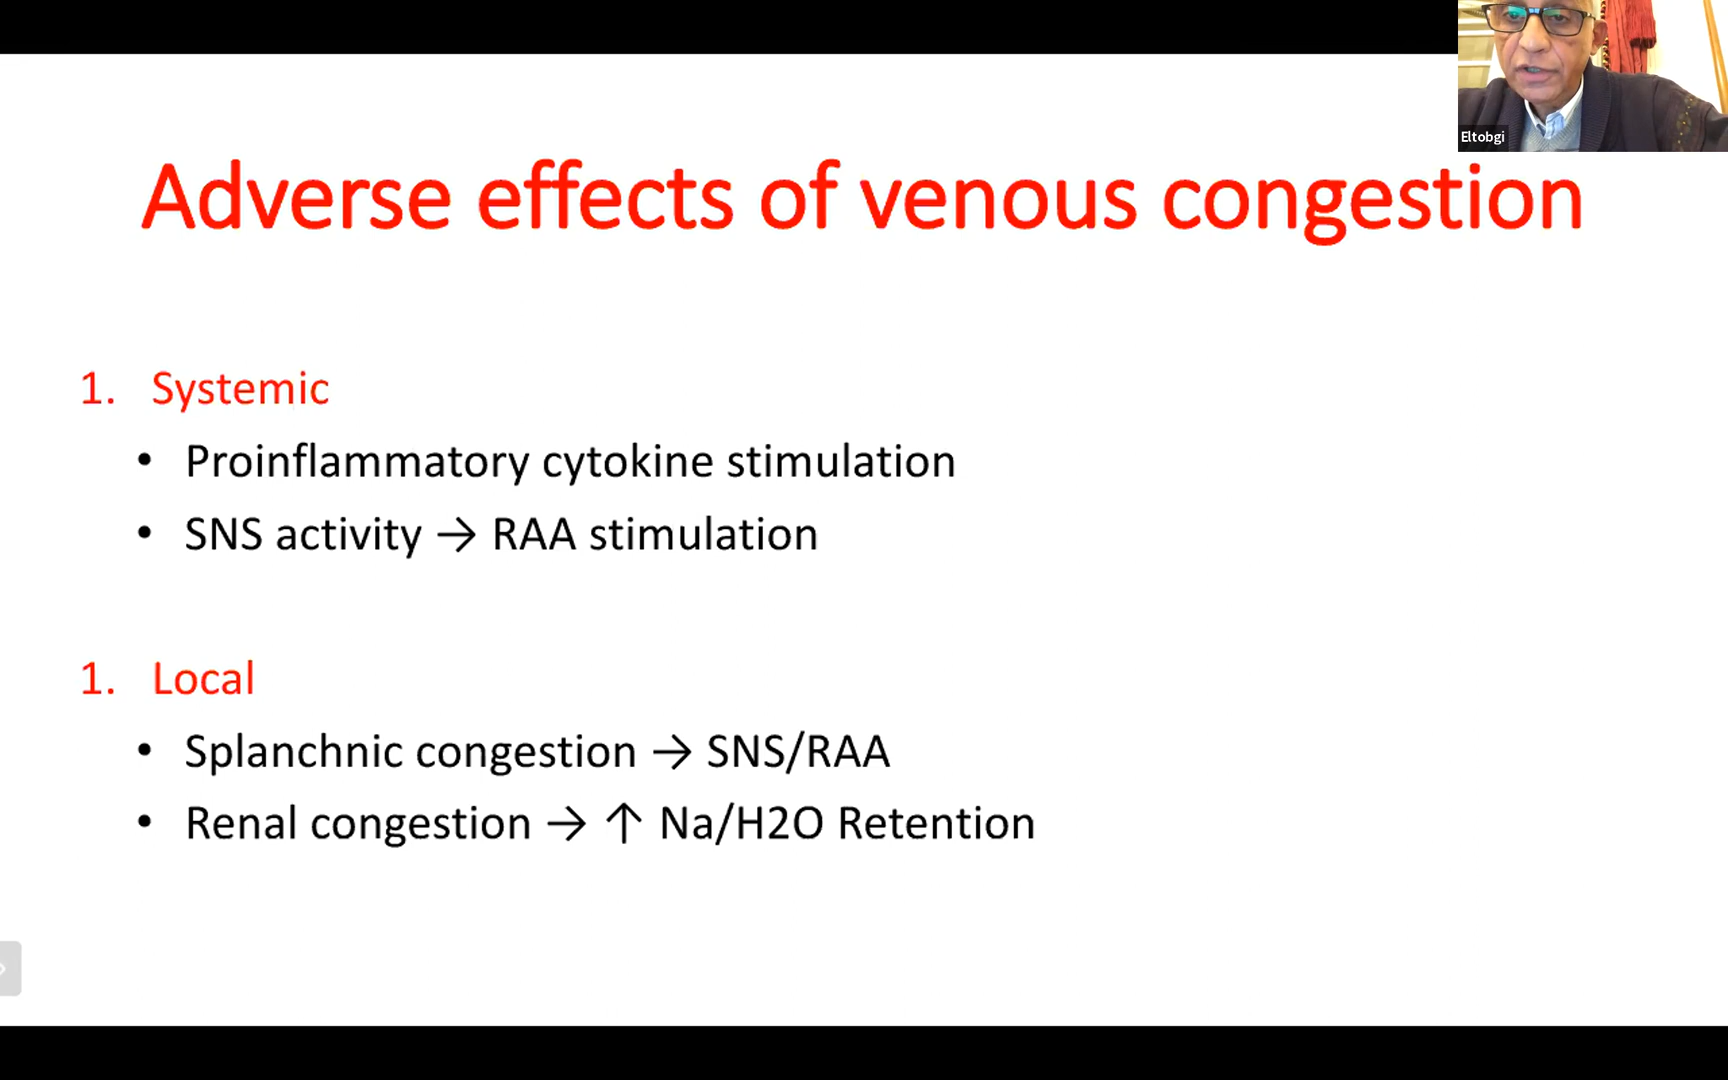 Eltobgi
Adverse effects of venous congestion
1. Systemic
• Proinflammatory cytokine stimulation
• SNS activity → RAA stimulation
1. Local
• Splanchnic congestion → SNS/RAA
• Renal congestion → ↑ Na/H2O Retention